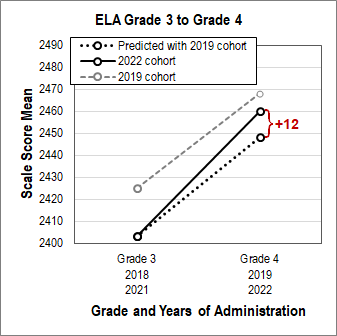 ELA Grade 3 to Grade 4
Predicted with 2019 cohort
2022 cohort
2019 cohort
Scale Score Mean
2490
2480
2470
2460
2450
2440
2430
2420
2410
2400
+12
Grade 3
2018
2021
Grade 4
2019
2022
Grade and Years of Administration